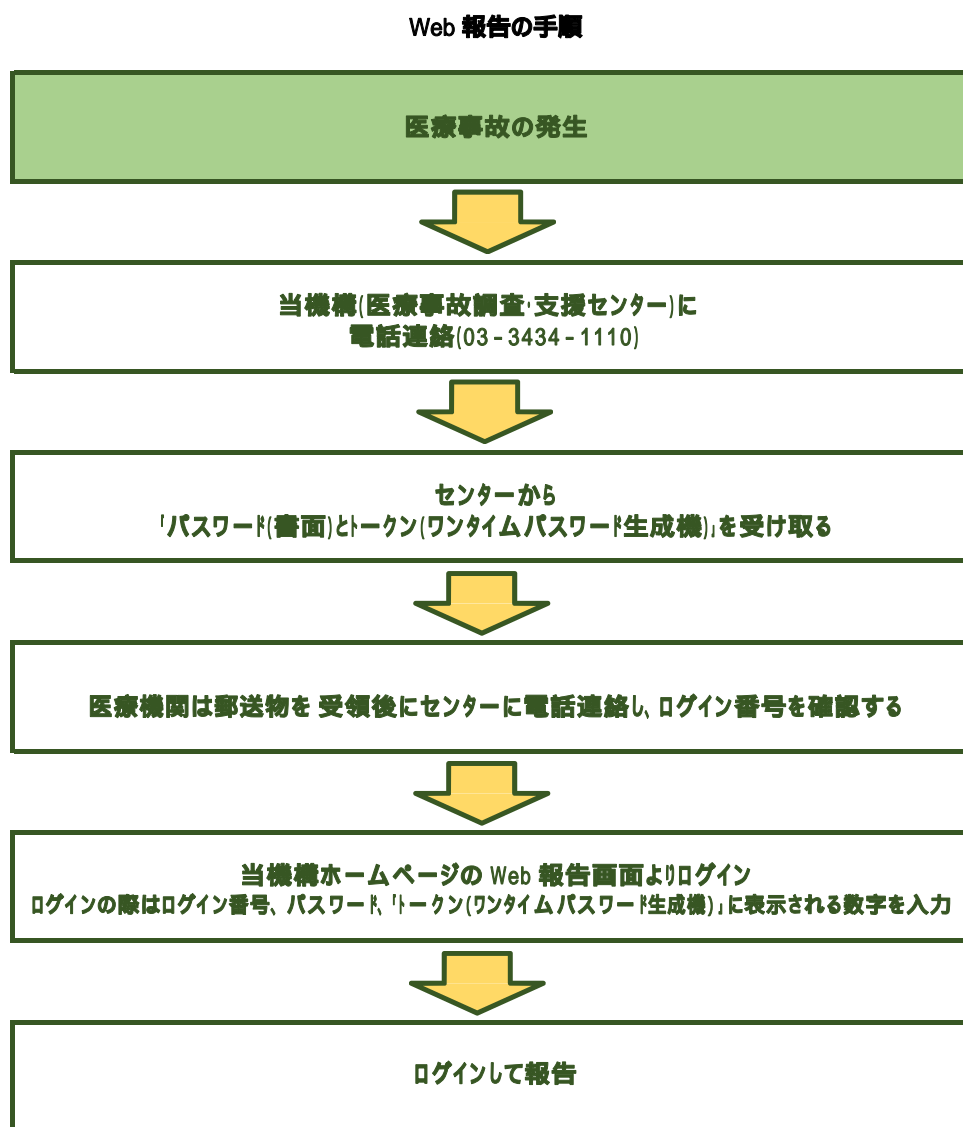 Web 報告の手順
医療事故の発生
当機構(医療事故調査・支援センター)に
電話連絡(03-3434-1110)
センターから
「パスワード(書面)とトークン(ワンタイムパスワード生成機)」を受け取る
医療機関は郵送物を 受領後にセンターに電話連絡し、ログイン番号を確認する
当機構ホームページの Web 報告画面よりログイン
ログインの際はログイン番号、パスワード、「トークン(ワンタイムパスワード生成機)」に表示される数字を入力
ログインして報告